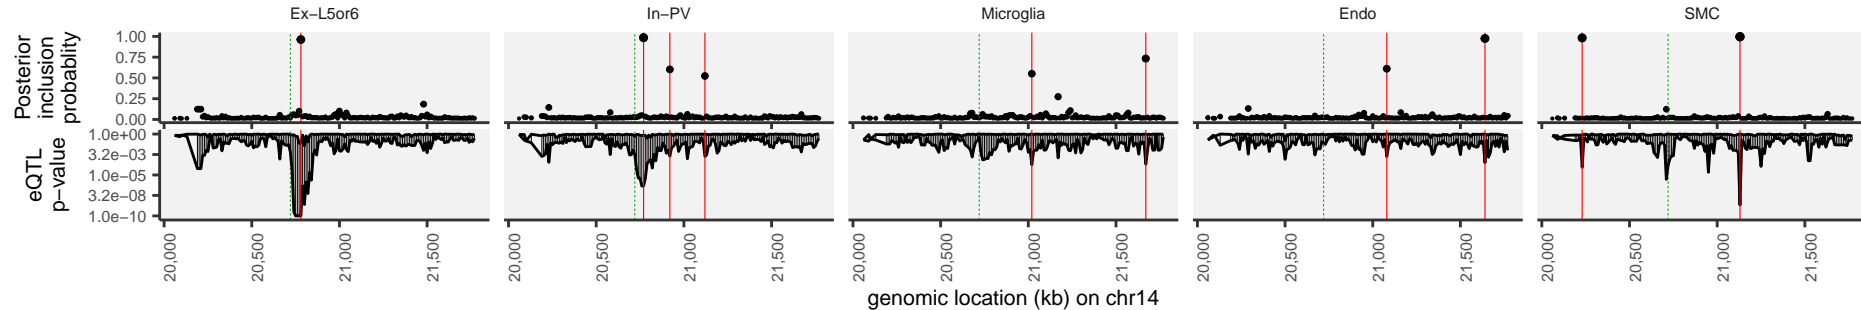 Ex−L5or6 In−PV Microglia Endo SMC
Posterior
inclusion
probablity
1.00
0.75
0.50
0.25
0.00
eQTL
p−value
1.0e+00
3.2e−03
1.0e−05
3.2e−08
1.0e−10
20,000 20,500 21,000 21,500 20,000 20,500 21,000 21,500 20,000 20,500 21,000 21,500 20,000 20,500 21,000 21,500 20,000 20,500 21,000 21,500
genomic location (kb) on chr14